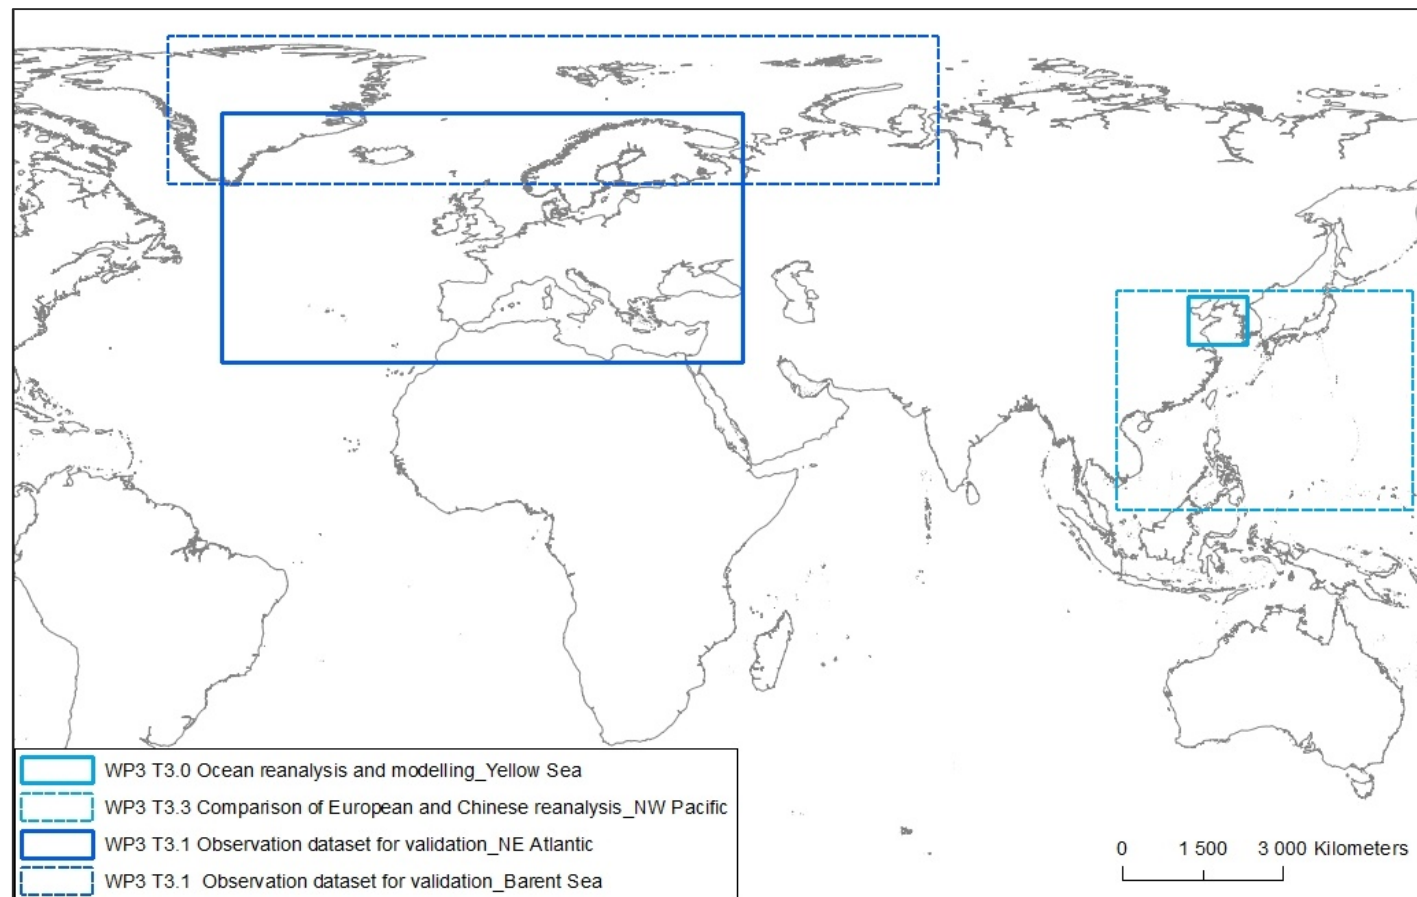 WP3 T3.0 Ocean reanalysis and modelling_Yellow Sea
WP3 T3.3 Comparison of European and Chinese reanalysis_NW Pacific
WP3 T3.1 Observation dataset for validation_NE Atlantic
WP3 T3.1 Observation dataset for validation_Barent Sea
0 1 500 3 000 Kilometers